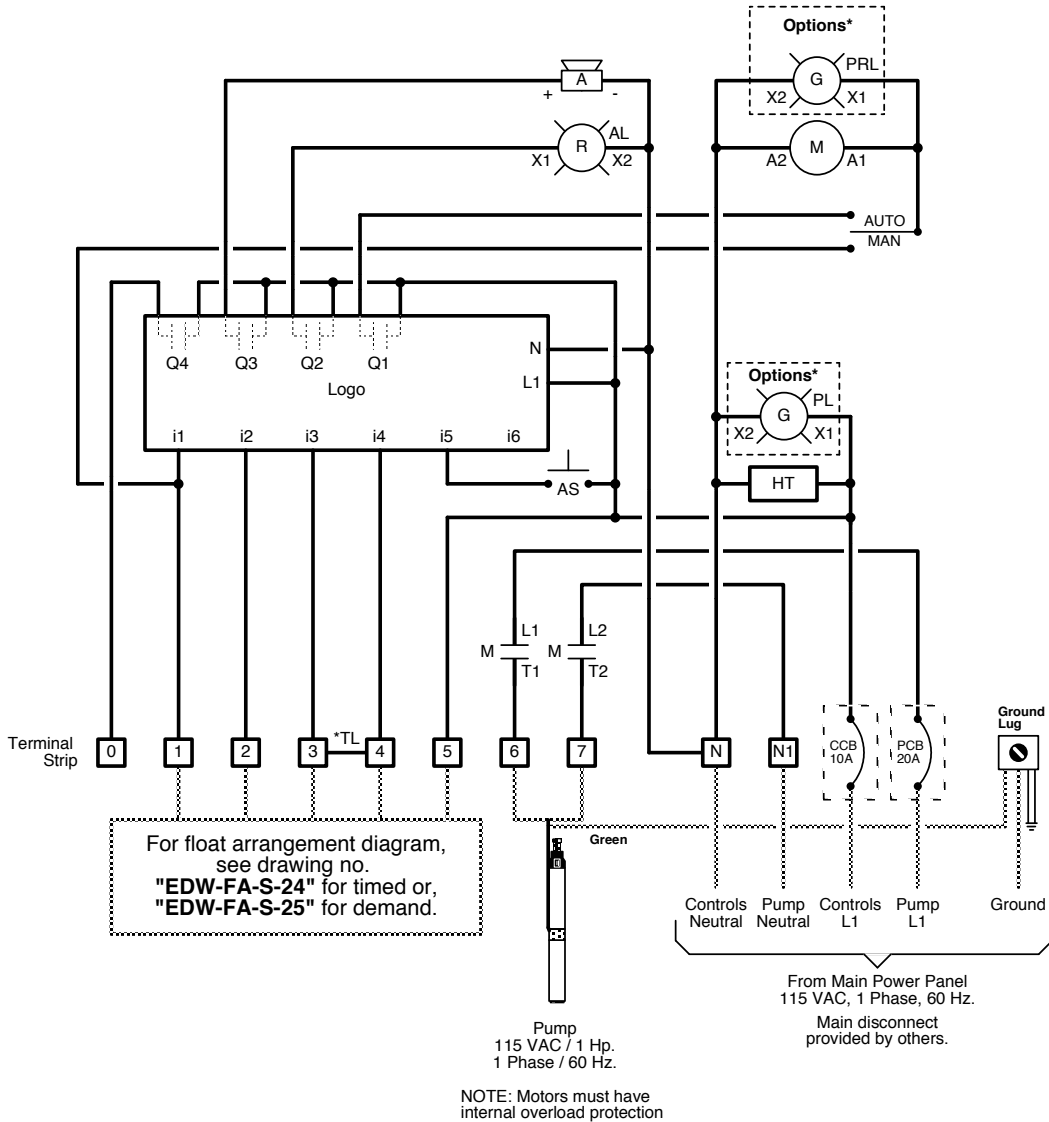 Options*
PRL
G
X2 X1
A
+ -
AL
R
X1 X2
M
A2 A1
AUTO
MAN
Q4 Q3 Q2 Q1
N
Logo
L1
i1 i2 i3 i4 i5 i6
AS
Options*
PL
G
X2 X1
HT
L1 L2
M M
T1 T2
Terminal
Strip
0 1 2 3 *TL 4 5 6 7 N N1
CCB
10A
PCB
20A
Ground
Lug
For float arrangement diagram,
see drawing no.
"EDW-FA-S-24" for timed or,
"EDW-FA-S-25" for demand.
Green
Controls
Neutral
Pump
Neutral
Controls
L1
Pump
L1
Ground
From Main Power Panel
115 VAC, 1 Phase, 60 Hz.
Main disconnect
provided by others.
Pump
115 VAC / 1 Hp.
1 Phase / 60 Hz.
NOTE: Motors must have
internal overload protection